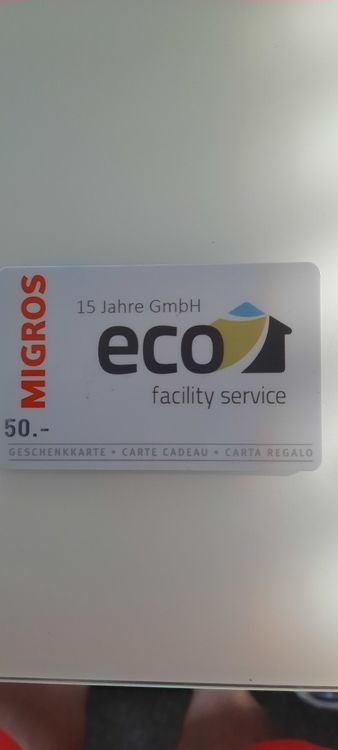 MIGROS
15 Jahre GmbH
eco
facility service
50.-
GESCHENKKARTE • CARTE CADEAU • CARTA REGALO